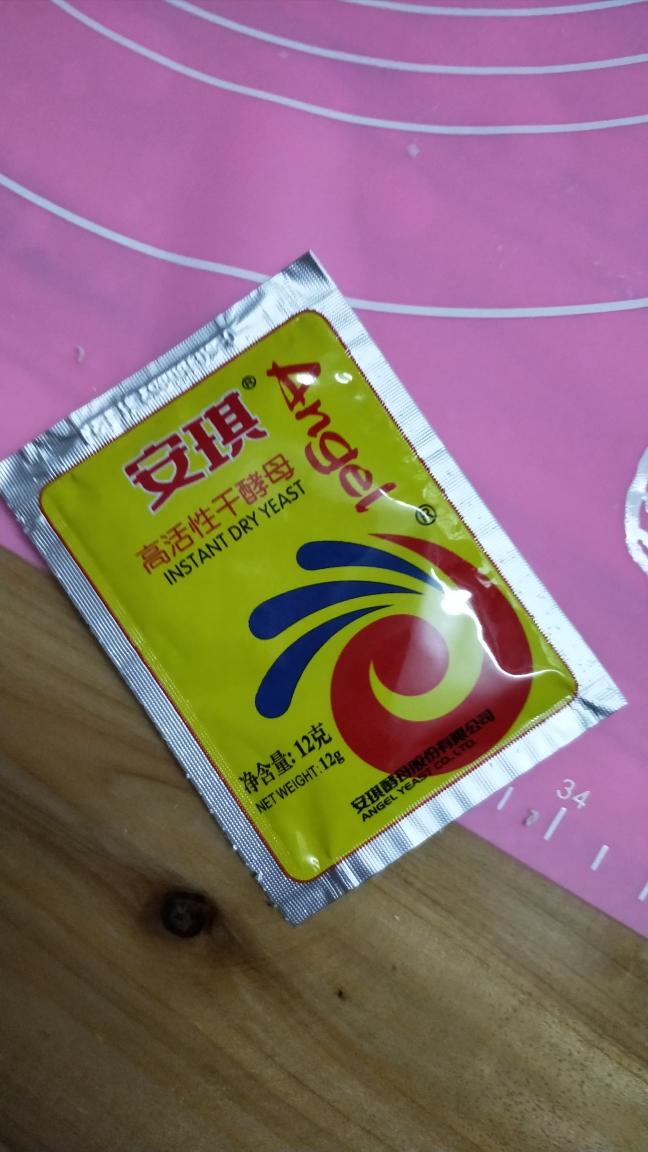 安琪®
Angel®
高活性干酵母
INSTANT DRY YEAST
净含量: 12克
NET WEIGHT: 12g
安琪酵母股份有限公司
ANGEL YEAST CO., LTD.
34